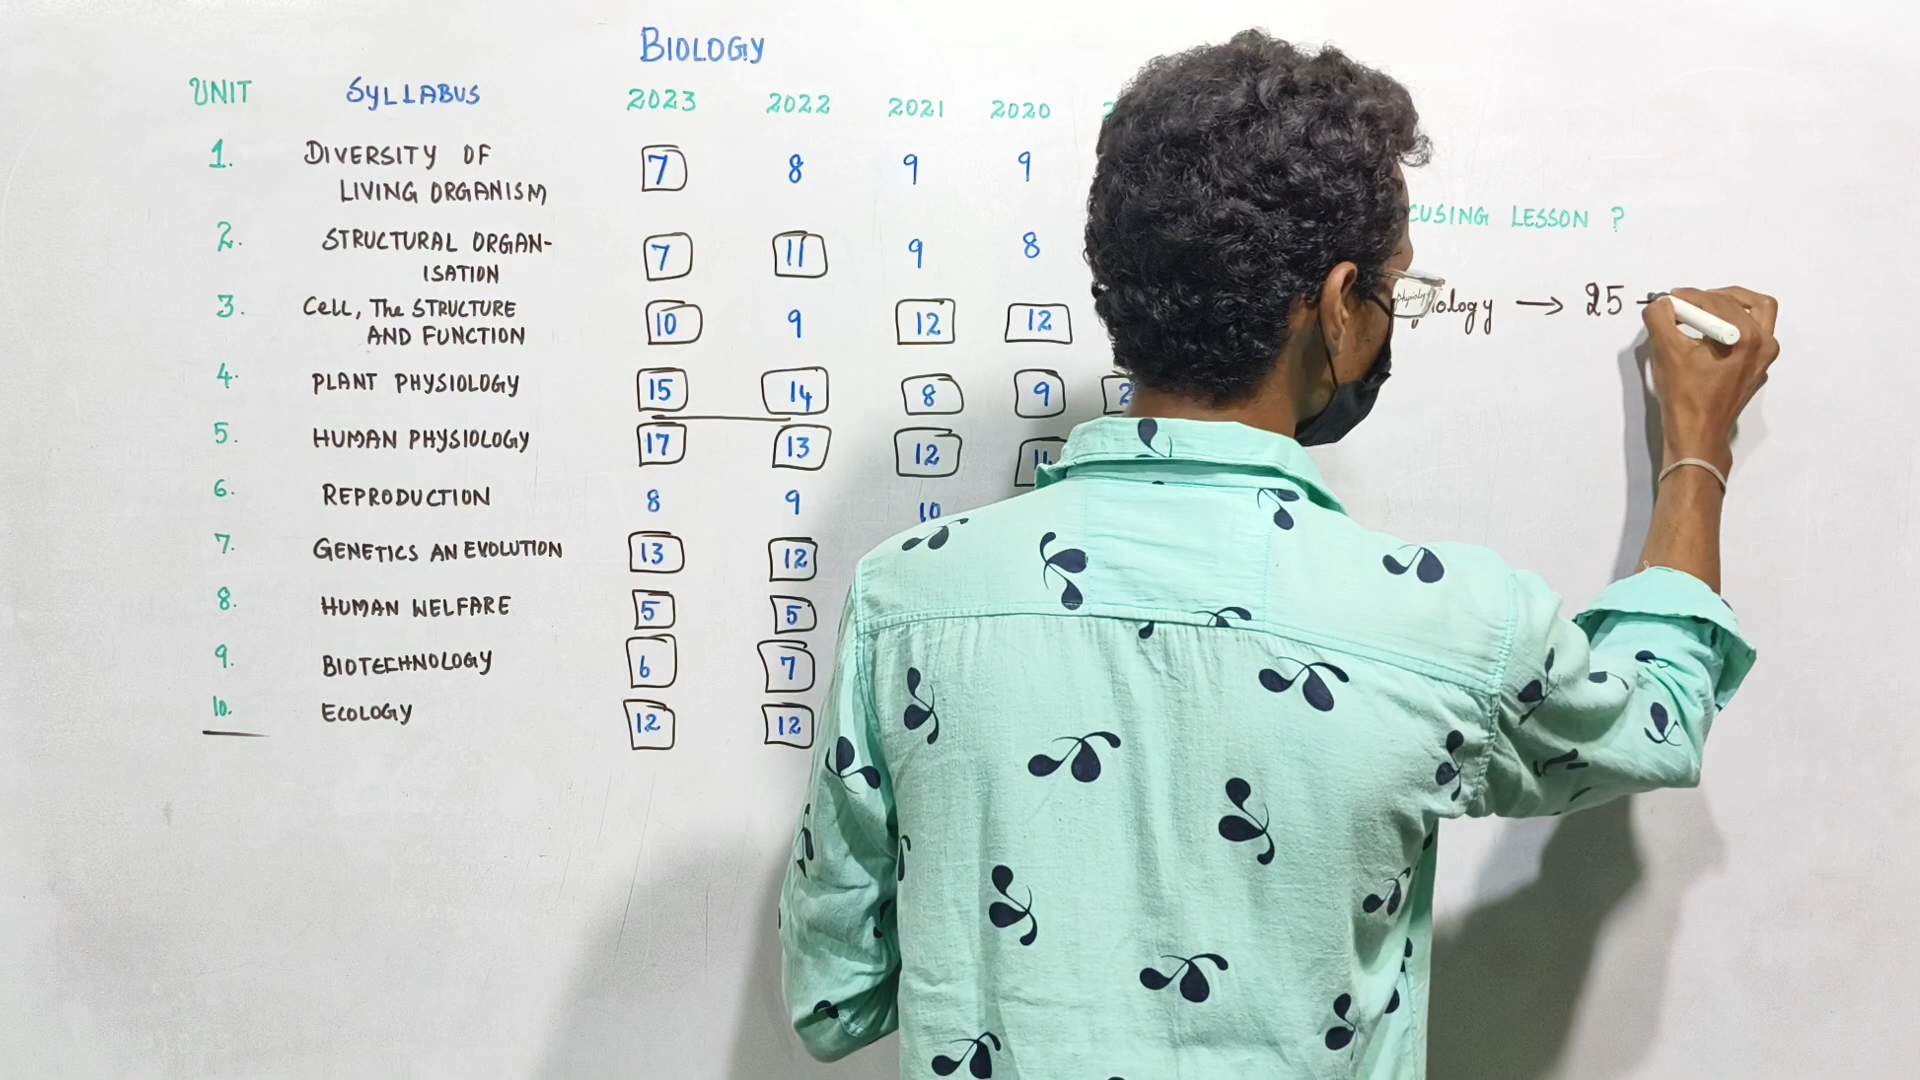 BIOLOGY
UNIT SYLLABUS 2023 2022 2021 2020
1. DIVERSITY OF
LIVING ORGANISM 7 8 9 9
CUSING LESSON ?
2. STRUCTURAL ORGAN-
ISATION 7 11 9 8
iology → 25
3. Cell, The STRUCTURE
AND FUNCTION 10 9 12 12
4. PLANT PHYSIOLOGY 15 14 8 9 2
5. HUMAN PHYSIOLOGY 17 13 12
6. REPRODUCTION 8 9 10
7. GENETICS AN EVOLUTION 13 12
8. HUMAN WELFARE 5 5
9. BIOTECHNOLOGY 6 7
10. ECOLOGY 12 12